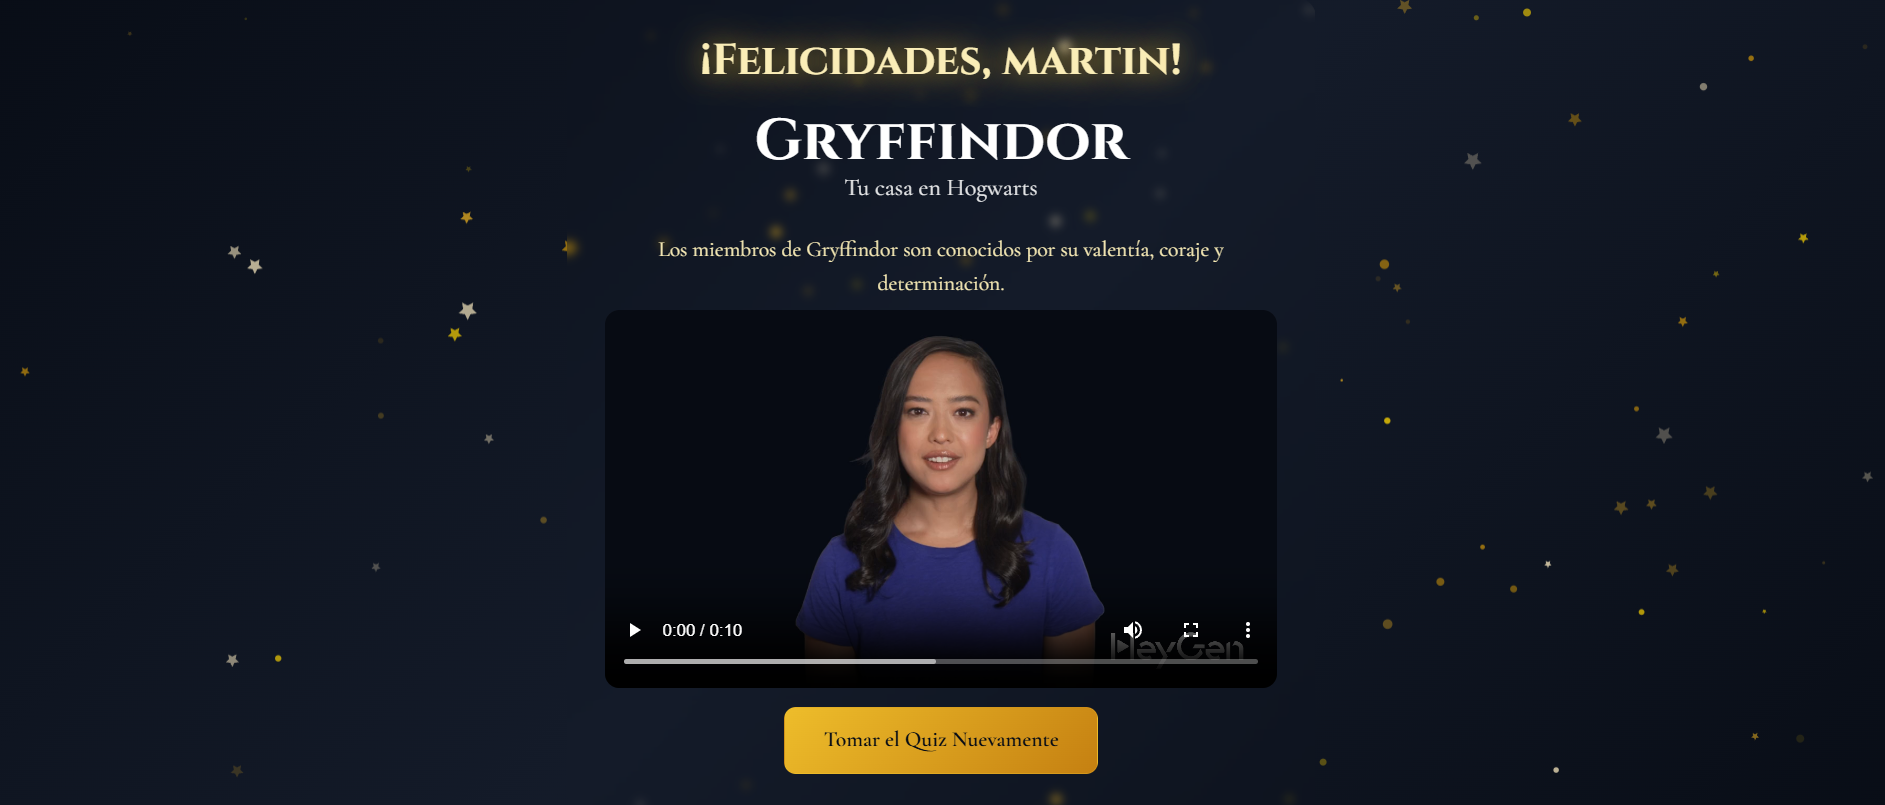 ¡Felicidades, martin!
Gryffindor
Tu casa en Hogwarts
Los miembros de Gryffindor son conocidos por su valentía, coraje y
determinación.
0:00 / 0:10
HeyGen
Tomar el Quiz Nuevamente